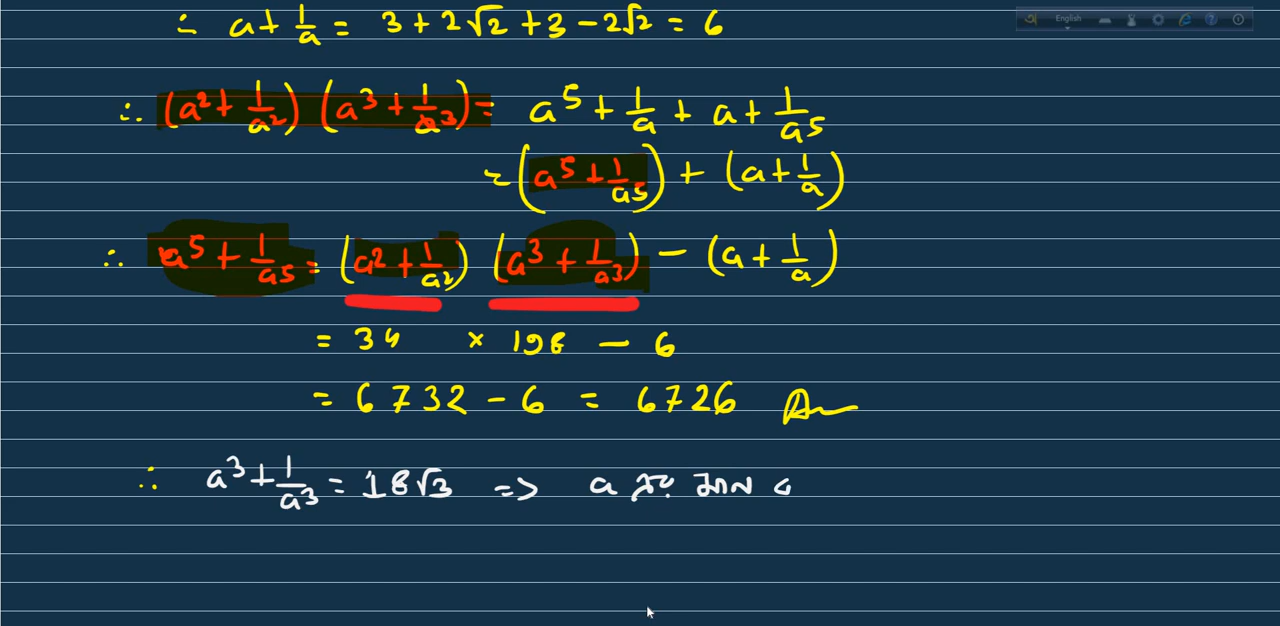 ∴ a + 1/a = 3 + 2√2 + 3 - 2√2 = 6
English
∴ (a² + 1/a²) (a³ + 1/a³) = a⁵ + 1/a + a + 1/a⁵
= (a⁵ + 1/a⁵) + (a + 1/a)
∴ a⁵ + 1/a⁵ = (a² + 1/a²) (a³ + 1/a³) - (a + 1/a)
= 34 × 198 - 6
= 6732 - 6 = 6726
∴ a³ + 1/a³ = 18√3 => a এর মান